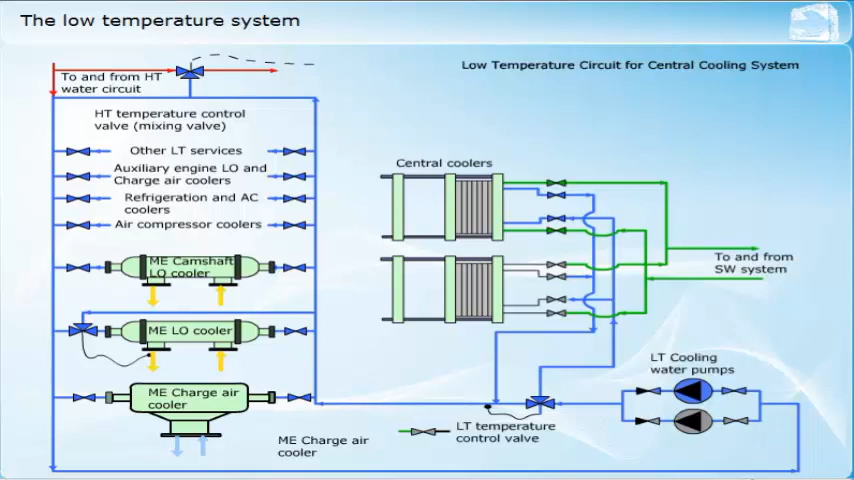 The low temperature system
Low Temperature Circuit for Central Cooling System
To and from HT
water circuit
HT temperature control
valve (mixing valve)
Other LT services
Auxiliary engine LO and
Charge air coolers
Refrigeration and AC
coolers
Air compressor coolers
ME Camshaft
LO cooler
ME LO cooler
ME Charge air
cooler
ME Charge air
cooler
Central coolers
To and from
SW system
LT Cooling
water pumps
LT temperature
control valve